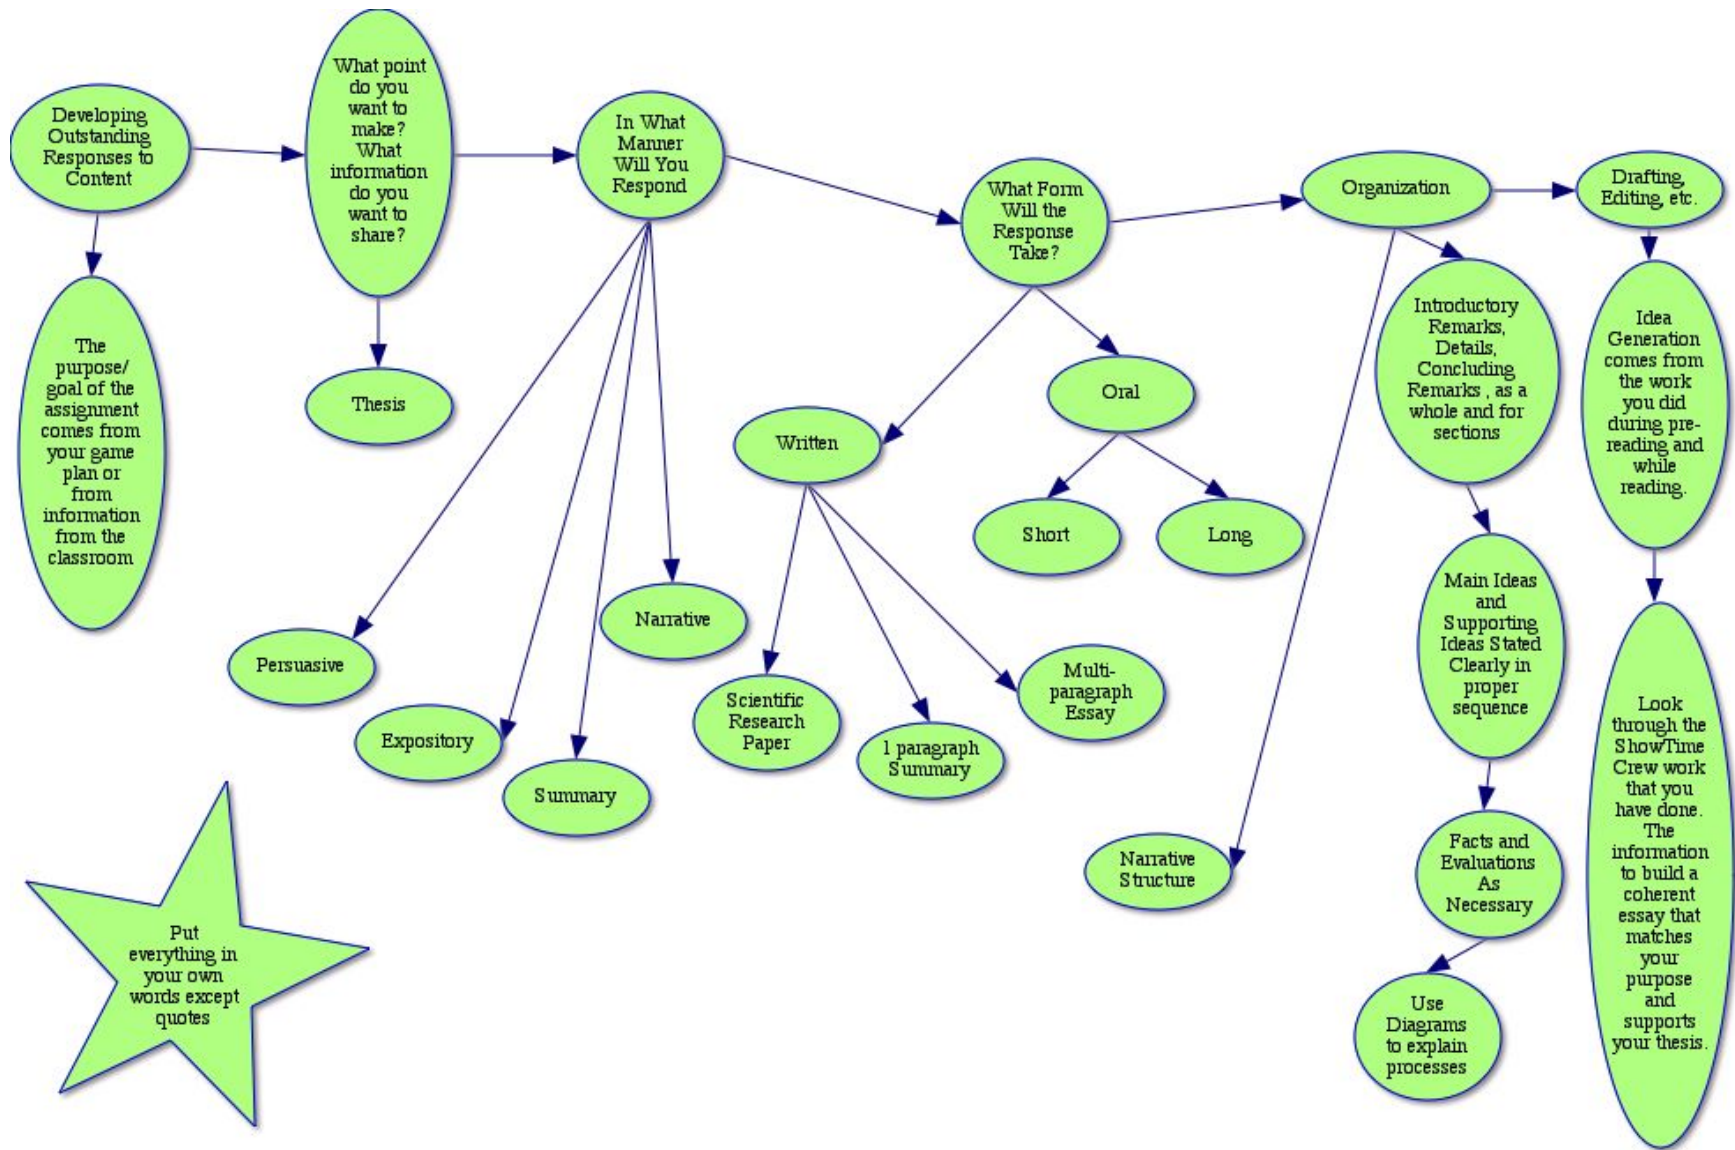 Developing
Outstanding
Responses to
Content
What point
do you
want to
make?
What
information
do you
want to
share?
In What
Manner
Will You
Respond
What Form
Will the
Response
Take?
Organization
Drafting,
Editing, etc.
The
purpose/
goal of the
assignment
comes from
your game
plan or
from
information
from the
classroom
Thesis
Persuasive
Expository
Summary
Narrative
Written
Oral
Short
Long
Scientific
Research
Paper
1 paragraph
Summary
Multi-
paragraph
Essay
Narrative
Structure
Introductory
Remarks,
Details,
Concluding
Remarks , as a
whole and for
sections
Main Ideas
and
Supporting
Ideas Stated
Clearly in
proper
sequence
Facts and
Evaluations
As
Necessary
Use
Diagrams
to explain
processes
Idea
Generation
comes from
the work
you did
during pre-
reading and
while
reading.
Look
through the
ShowTime
Crew work
that you
have done.
The
information
to build a
coherent
essay that
matches
your
purpose
and
supports
your thesis.
Put
everything in
your own
words except
quotes